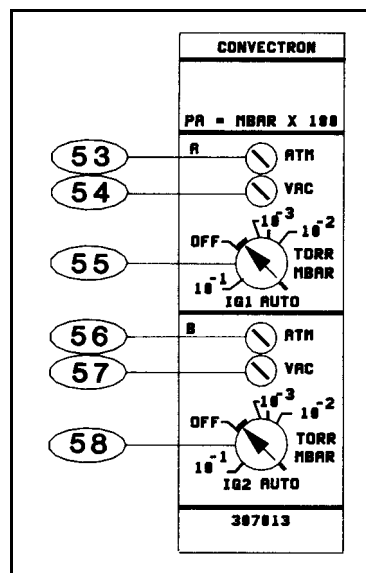 CONVECTRON
PA = MBAR X 100
53 A ATM
54 VAC
10-3
OFF 10-2
55 TORR
MBAR
10-1
IG1 AUTO
56 B ATM
57 VAC
10-3
OFF 10-2
58 TORR
MBAR
10-1
IG2 AUTO
307013